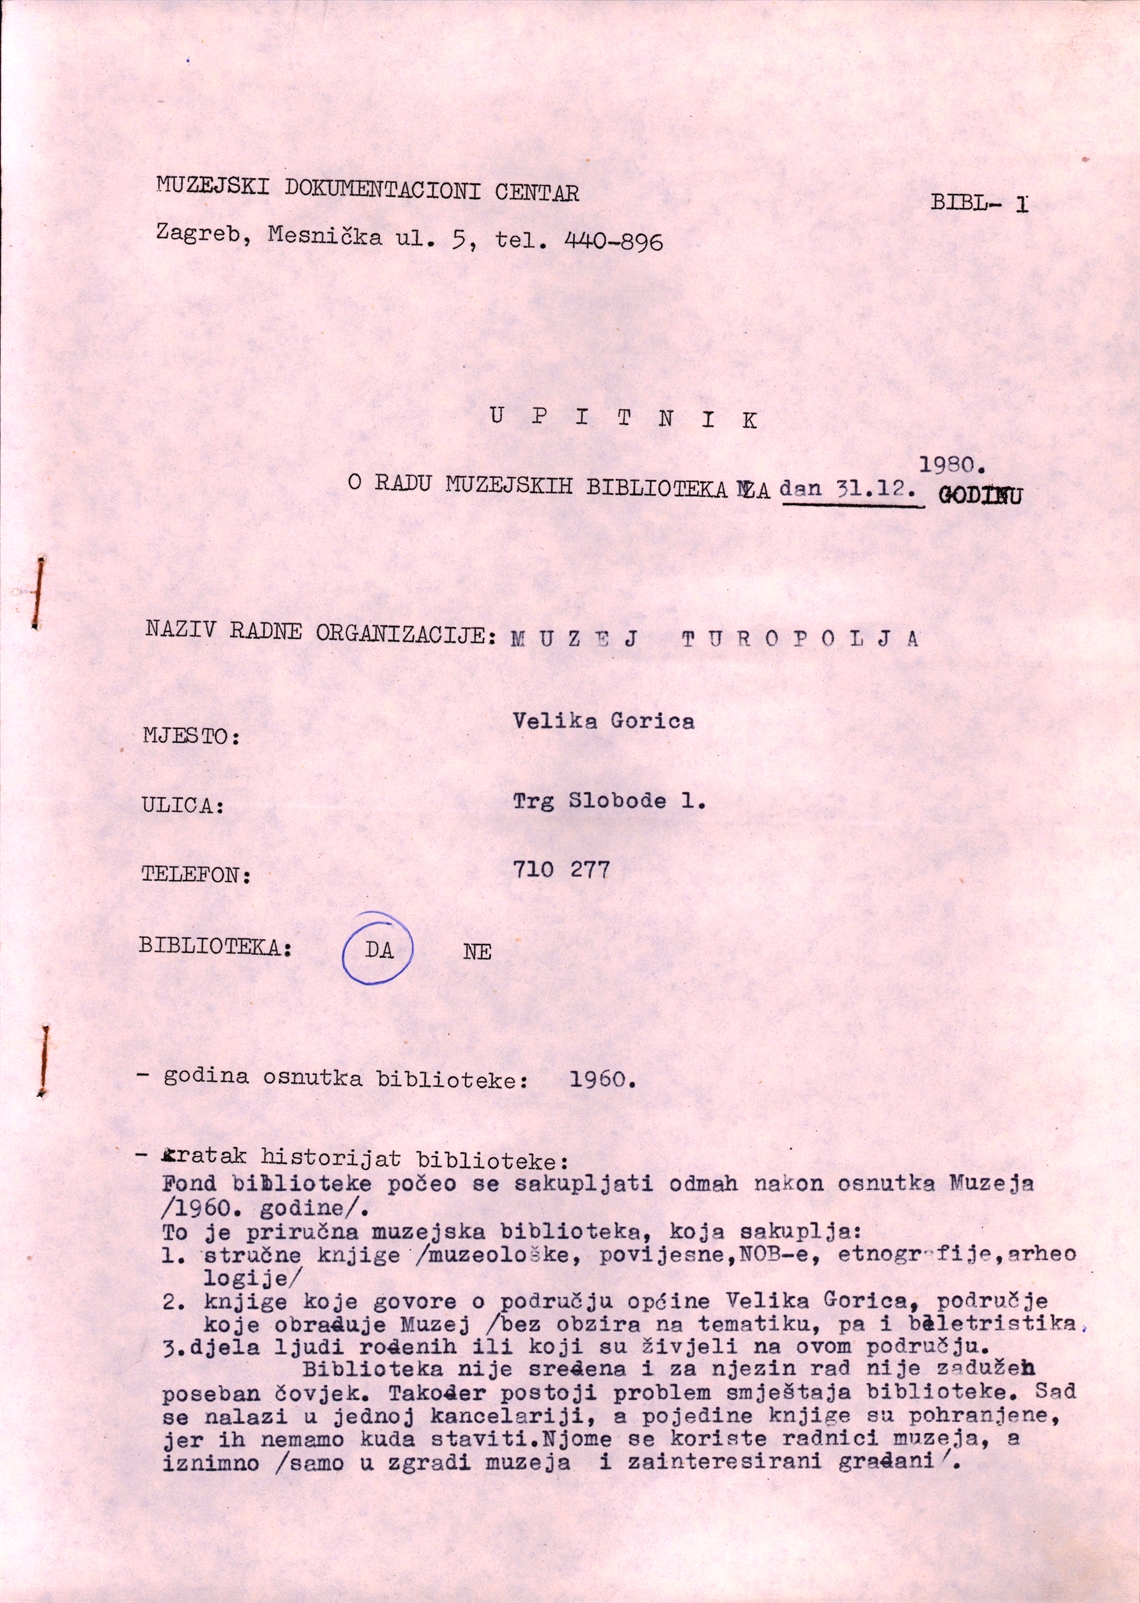 MUZEJSKI DOKUMENTACIONI CENTAR
BIBL- 1
Zagreb, Mesnička ul. 5, tel. 440-896
U P I T N I K
1980.
O RADU MUZEJSKIH BIBLIOTEKA NA dan 31.12. GODINU
NAZIV RADNE ORGANIZACIJE: M U Z E J   T U R O P O L J A
Velika Gorica
MJESTO:
ULICA: Trg Slobode 1.
TELEFON: 710 277
BIBLIOTEKA: DA NE
- godina osnutka biblioteke: 1960.
- kratak historijat biblioteke:
Fond biblioteke počeo se sakupljati odmah nakon osnutka Muzeja
/1960. godine/.
To je priručna muzejska biblioteka, koja sakuplja:
1. stručne knjige /muzeološke, povijesne,NOB-e, etnografije,arheo
logije/
2. knjige koje govore o području općine Velika Gorica, područje
koje obrađuje Muzej /bez obzira na tematiku, pa i beletristika,
3.djela ljudi rođenih ili koji su živjeli na ovom području.
Biblioteka nije sređena i za njezin rad nije zadužen
poseban čovjek. Također postoji problem smještaja biblioteke. Sad
se nalazi u jednoj kancelariji, a pojedine knjige su pohranjene,
jer ih nemamo kuda staviti.Njome se koriste radnici muzeja, a
iznimno /samo u zgradi muzeja i zainteresirani građani/.